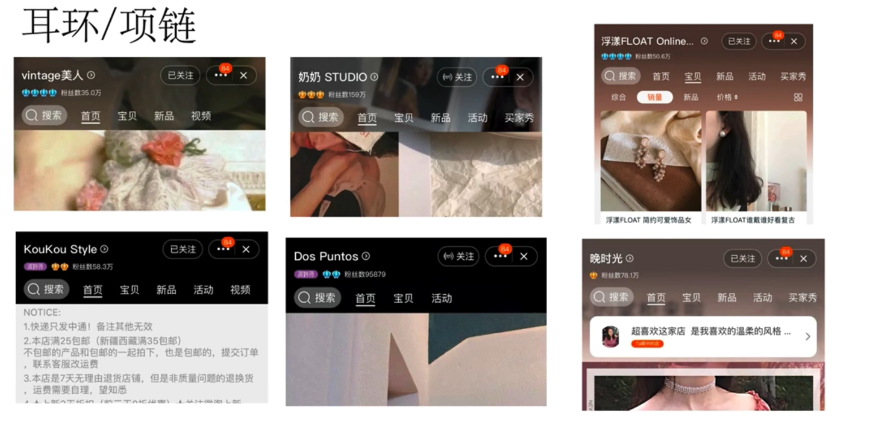 耳环/项链
vintage美人
已关注
84
粉丝数35.0万
搜索 首页 宝贝 新品 视频
奶奶 STUDIO
关注
84
粉丝数159万
搜索 首页 宝贝 新品 活动 买家秀
浮漾FLOAT Online...
已关注
84
粉丝数50.6万
搜索 首页 宝贝 新品 活动 买家秀
综合 销量 新品 价格
浮漾FLOAT 简约可爱饰品女
浮漾FLOAT谁戴谁好看复古
KouKou Style
已关注
84
粉丝数58.3万
搜索 首页 宝贝 新品 活动 视频
NOTICE:
1.快递只发中通！备注其他无效
2.本店满25包邮（新疆西藏满35包邮）
不包邮的产品和包邮的一起拍下，也是包邮的，提交订单
，联系客服改运费
3.本店是7天无理由退货店铺，但是非质量问题的退换货
，运费需要自理，望知悉
Dos Puntos
关注
84
粉丝数95879
搜索 首页 宝贝 活动
晚时光
已关注
84
粉丝数78.1万
搜索 首页 宝贝 新品 活动 买家秀
超喜欢这家店 是我喜欢的温柔的风格 ...